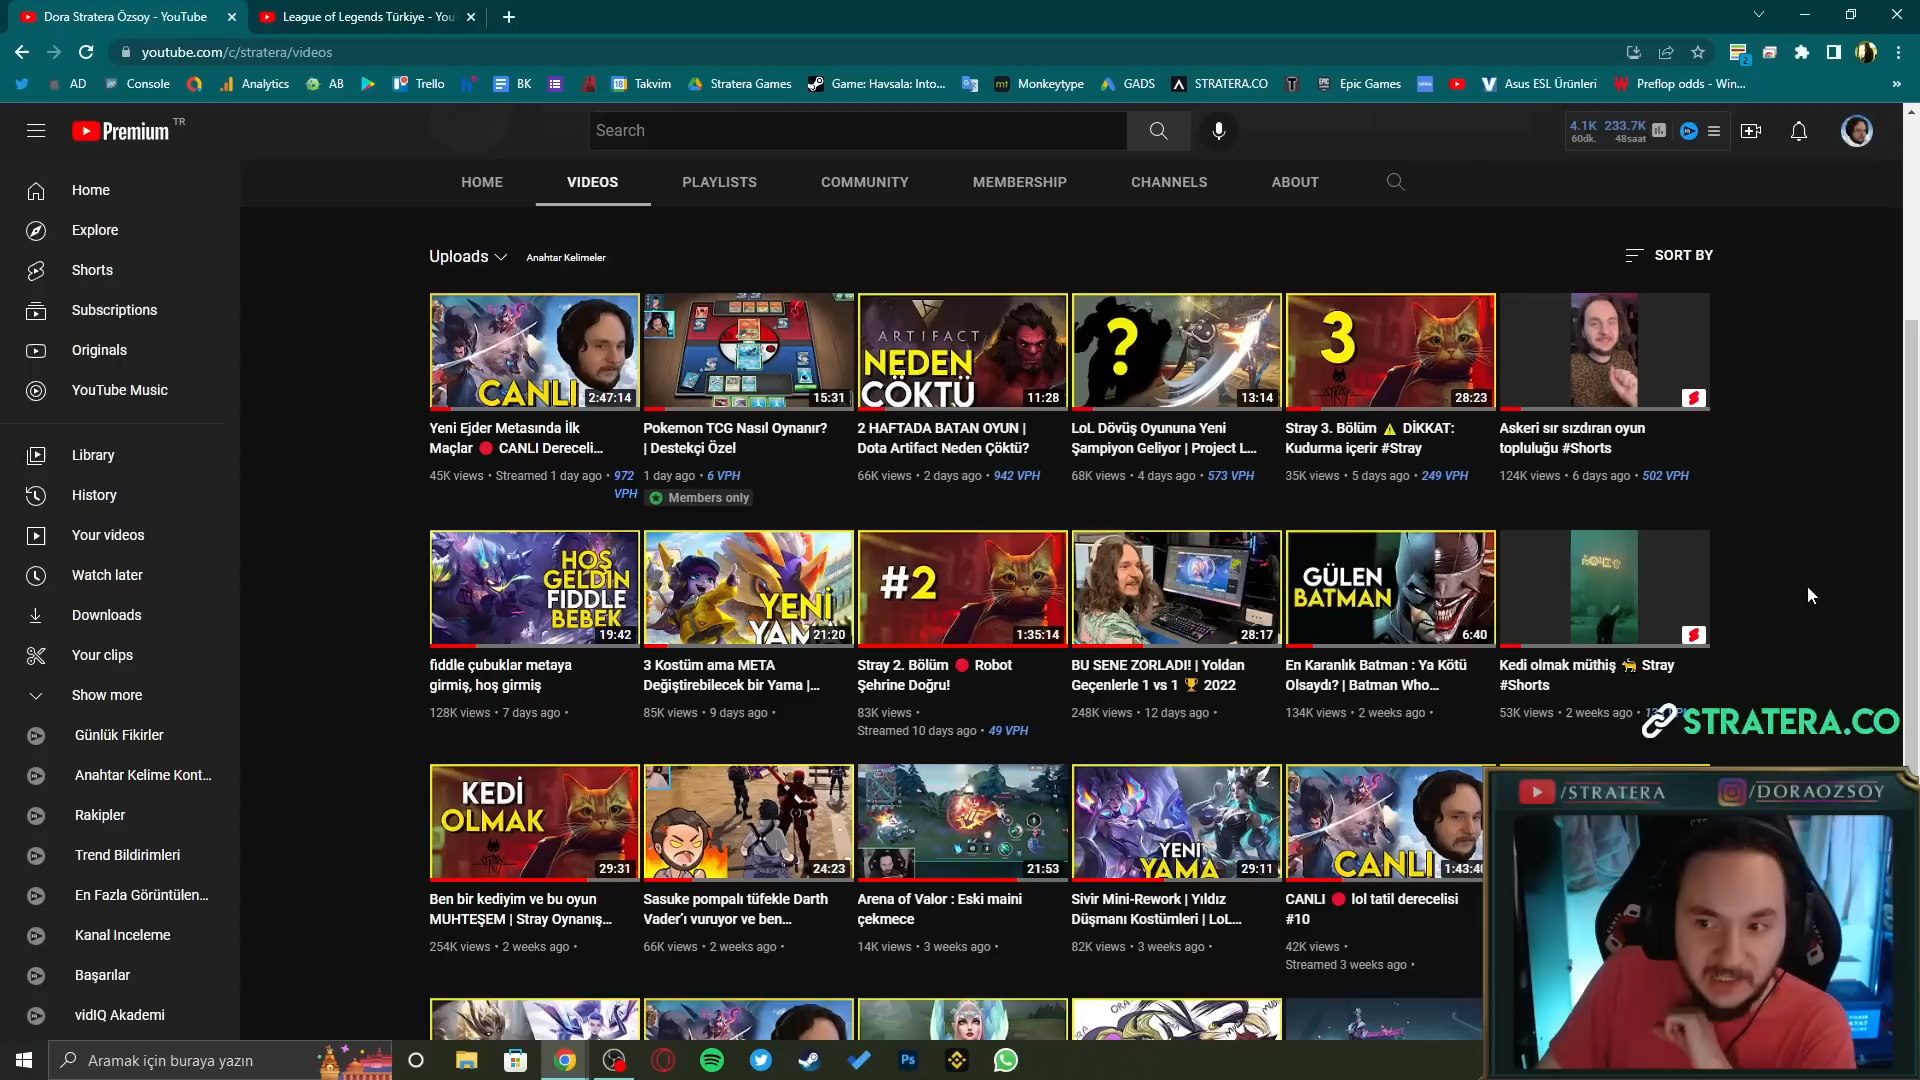 Dora Stratera Özsoy - YouTube
League of Legends Türkiye - You
youtube.com/c/stratera/videos
AD
Console
Analytics
AB
Trello
BK
Takvim
Stratera Games
Game: Havsala: Into...
Monkeytype
GADS
STRATERA.CO
Epic Games
Asus ESL Ürünleri
Preflop odds - Win...
Premium TR
Search
4.1K 233.7K
60dk. 48saat
HOME
VIDEOS
PLAYLISTS
COMMUNITY
MEMBERSHIP
CHANNELS
ABOUT
Home
Explore
Shorts
Subscriptions
Originals
YouTube Music
Library
History
Your videos
Watch later
Downloads
Your clips
Show more
Günlük Fikirler
Anahtar Kelime Kont...
Rakipler
Trend Bildirimleri
En Fazla Görüntülen...
Kanal Inceleme
Başarılar
vidIQ Akademi
Uploads
Anahtar Kelimeler
SORT BY
CANLI
2:47:14
Yeni Ejder Metasında İlk
Maçlar 🔴 CANLI Dereceli...
45K views • Streamed 1 day ago • 972
VPH
15:31
Pokemon TCG Nasıl Oynanır?
| Destekçi Özel
1 day ago • 6 VPH
Members only
ARTIFACT
NEDEN
ÇÖKTÜ
11:28
2 HAFTADA BATAN OYUN |
Dota Artifact Neden Çöktü?
66K views • 2 days ago • 942 VPH
?
13:14
LoL Dövüş Oyununa Yeni
Şampiyon Geliyor | Project L...
68K views • 4 days ago • 573 VPH
3
STRAY
28:23
Stray 3. Bölüm ⚠️ DİKKAT:
Kudurma içerir #Stray
35K views • 5 days ago • 249 VPH
Askeri sır sızdıran oyun
topluluğu #Shorts
124K views • 6 days ago • 502 VPH
HOŞ
GELDİN
FIDDLE
BEBEK
19:42
fiddle çubuklar metaya
girmiş, hoş girmiş
128K views • 7 days ago •
YENİ
YAMA
21:20
3 Kostüm ama META
Değiştirebilecek bir Yama |...
85K views • 9 days ago •
#2
1:35:14
Stray 2. Bölüm 🔴 Robot
Şehrine Doğru!
83K views •
Streamed 10 days ago • 49 VPH
28:17
BU SENE ZORLADI! | Yoldan
Geçenlerle 1 vs 1 🏆 2022
248K views • 12 days ago •
GÜLEN
BATMAN
6:40
En Karanlık Batman : Ya Kötü
Olsaydı? | Batman Who...
134K views • 2 weeks ago •
Kedi olmak müthiş 🐈 Stray
#Shorts
53K views • 2 weeks ago •
STRATERA.CO
KEDİ
OLMAK
STRAY
29:31
Ben bir kediyim ve bu oyun
MUHTEŞEM | Stray Oynanış...
254K views • 2 weeks ago •
24:23
Sasuke pompalı tüfekle Darth
Vader'ı vuruyor ve ben...
66K views • 2 weeks ago •
21:53
Arena of Valor : Eski maini
çekmece
14K views • 3 weeks ago •
YENİ
YAMA
29:11
Sivir Mini-Rework | Yıldız
Düşmanı Kostümleri | LoL...
82K views • 3 weeks ago •
CANLI
1:43:40
CANLI 🔴 lol tatil derecelisi
#10
42K views •
Streamed 3 weeks ago •
/STRATERA
/DORAOZSOY
ORA
ORA
Aramak için buraya yazın
Ps